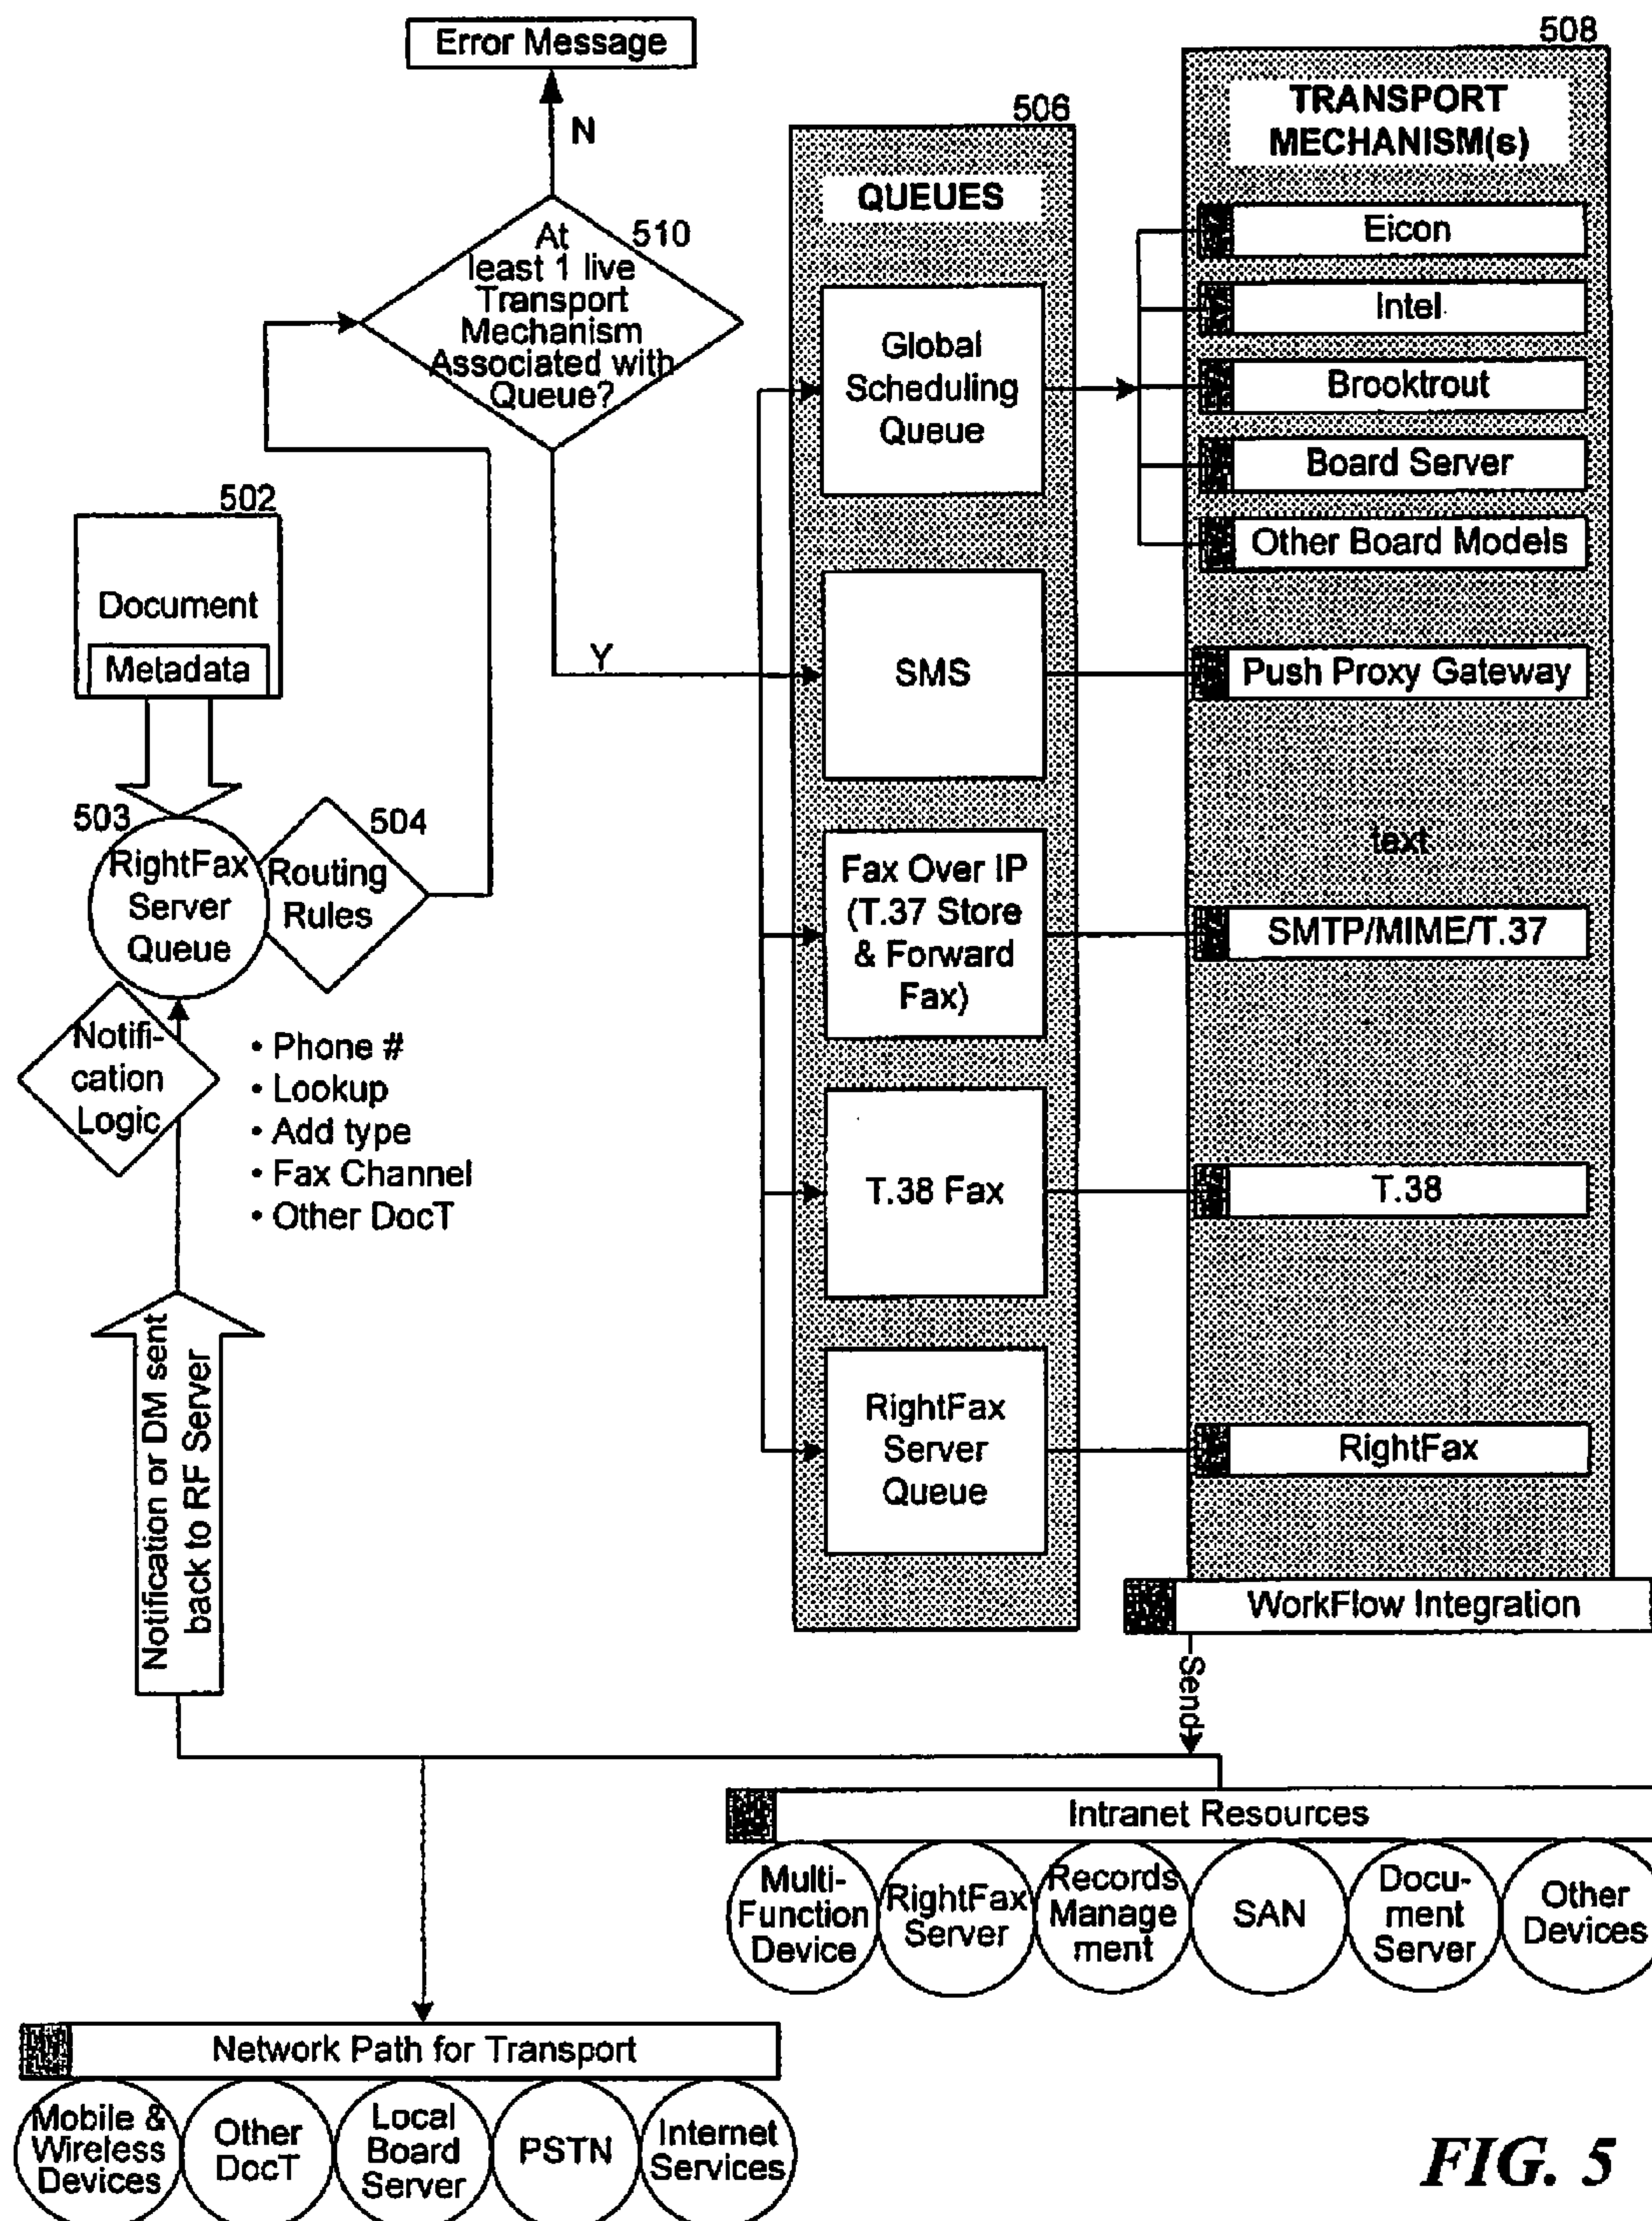 Error Message
N
At
least 1 live
Transport
Mechanism
Associated with
Queue?
510
Y
502
Document
Metadata
503
RightFax
Server
Queue
504
Routing
Rules
Notifi-
cation
Logic
• Phone #
• Lookup
• Add type
• Fax Channel
• Other DocT
Notification or DM sent
back to RF Server
506
QUEUES
Global
Scheduling
Queue
SMS
Fax Over IP
(T.37 Store
& Forward
Fax)
T.38 Fax
RightFax
Server
Queue
508
TRANSPORT
MECHANISM(s)
Eicon
Intel
Brooktrout
Board Server
Other Board Models
Push Proxy Gateway
text
SMTP/MIME/T.37
T.38
RightFax
WorkFlow Integration
Send
Intranet Resources
Multi-
Function
Device
RightFax
Server
Records
Manage
ment
SAN
Docu-
ment
Server
Other
Devices
Network Path for Transport
Mobile &
Wireless
Devices
Other
DocT
Local
Board
Server
PSTN
Internet
Services
FIG. 5